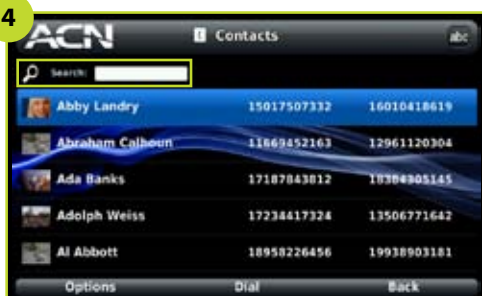 4
ACN Contacts abc
Search:
Abby Landry 15017507332 16010418619
Abraham Calhoun 11669452163 12961120304
Ada Banks 17187843812 18304305145
Adolph Weiss 17234417324 13506771642
Al Abbott 18958226456 19938903181
Options Dial Back